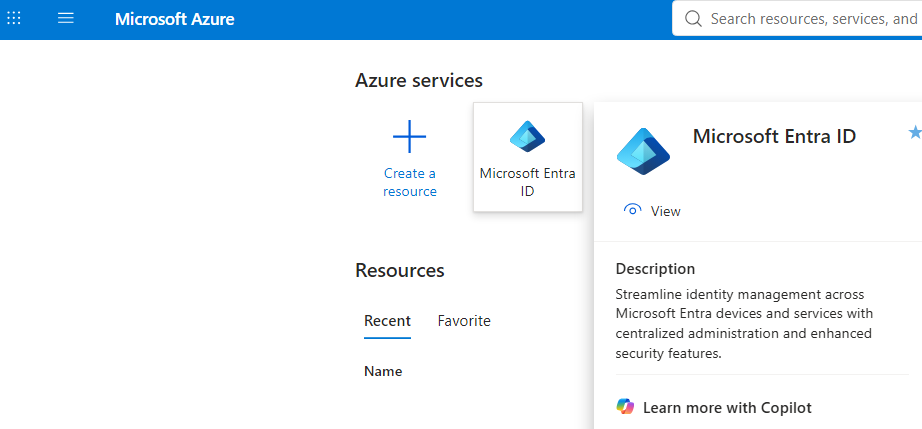 Microsoft Azure
Search resources, services, and
Azure services
Create a
resource
Microsoft Entra
ID
Microsoft Entra ID
View
Resources
Recent Favorite
Name
Description
Streamline identity management across
Microsoft Entra devices and services with
centralized administration and enhanced
security features.
Learn more with Copilot